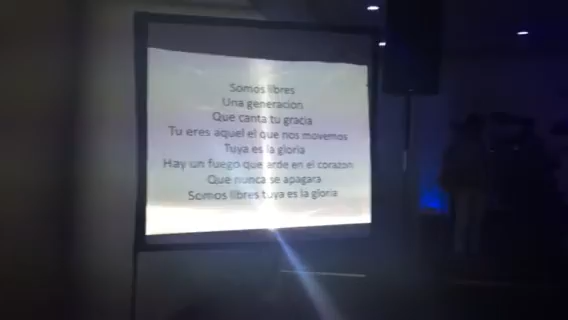 Somos libres
Una generacion
Que canta tu gracia
Tu eres aquel el que nos movemos
Tuya es la gloria
Hay un fuego que arde en el corazon
Que nunca se apagara
Somos libres tuya es la gloria